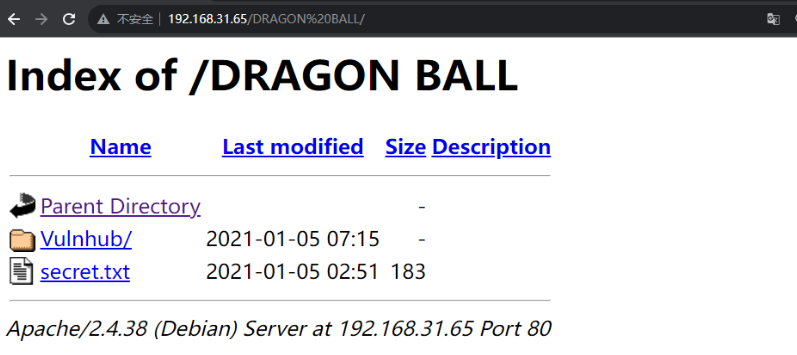 不安全 192.168.31.65/DRAGON%20BALL/
Index of /DRAGON BALL
Name Last modified Size Description
Parent Directory -
Vulnhub/ 2021-01-05 07:15 -
secret.txt 2021-01-05 02:51 183
Apache/2.4.38 (Debian) Server at 192.168.31.65 Port 80